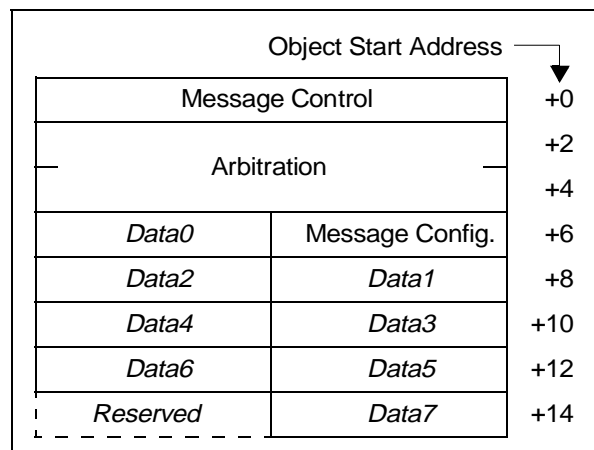 Object Start Address
Message Control +0
+2
Arbitration
+4
Data0 Message Config. +6
Data2 Data1 +8
Data4 Data3 +10
Data6 Data5 +12
Reserved Data7 +14